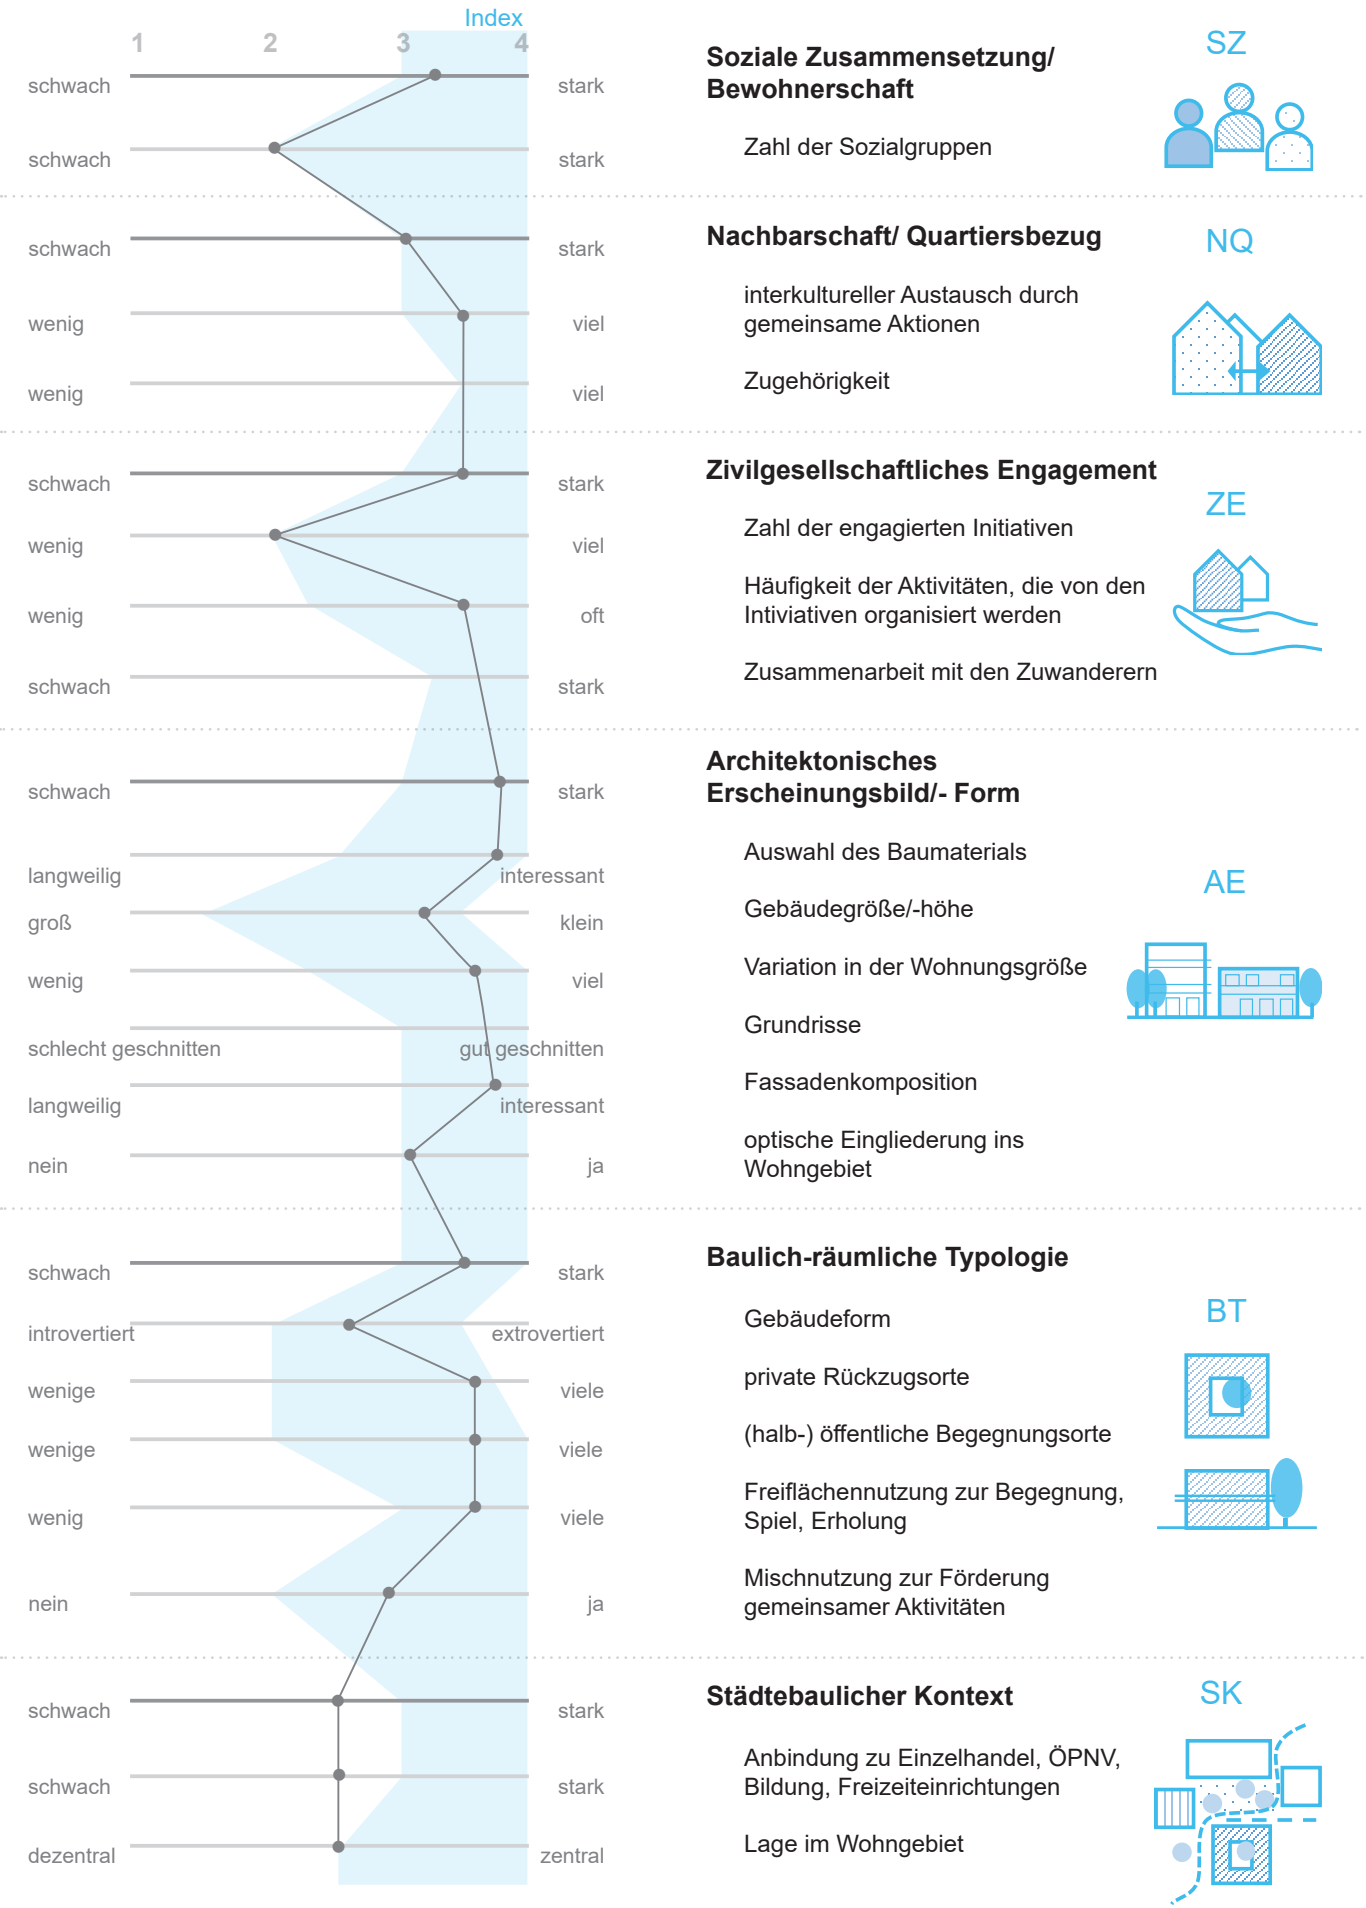 Index
1 2 3 4
Soziale Zusammensetzung/
Bewohnerschaft
SZ
schwach stark
Zahl der Sozialgruppen
schwach stark
Nachbarschaft/ Quartiersbezug
NQ
schwach stark
interkultureller Austausch durch
gemeinsame Aktionen
wenig viel
Zugehörigkeit
wenig viel
Zivilgesellschaftliches Engagement
ZE
schwach stark
Zahl der engagierten Initiativen
wenig viel
Häufigkeit der Aktivitäten, die von den
Intiviativen organisiert werden
wenig oft
Zusammenarbeit mit den Zuwanderern
schwach stark
Architektonisches
Erscheinungsbild/- Form
schwach stark
Auswahl des Baumaterials
langweilig interessant
AE
Gebäudegröße/-höhe
groß klein
Variation in der Wohnungsgröße
wenig viel
Grundrisse
schlecht geschnitten gut geschnitten
Fassadenkomposition
langweilig interessant
optische Eingliederung ins
Wohngebiet
nein ja
Baulich-räumliche Typologie
schwach stark
BT
Gebäudeform
introvertiert extrovertiert
private Rückzugsorte
wenige viele
(halb-) öffentliche Begegnungsorte
wenige viele
Freiflächennutzung zur Begegnung,
Spiel, Erholung
wenig viele
Mischnutzung zur Förderung
gemeinsamer Aktivitäten
nein ja
Städtebaulicher Kontext
SK
schwach stark
Anbindung zu Einzelhandel, ÖPNV,
Bildung, Freizeiteinrichtungen
schwach stark
Lage im Wohngebiet
dezentral zentral